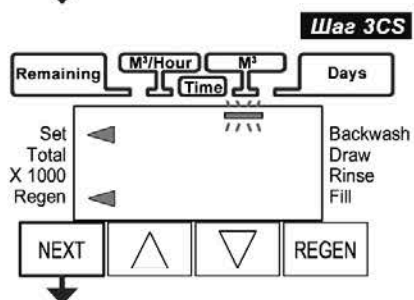 Шаг 3CS
Remaining
M³/Hour
M³
Time
Days
Set
Total
X 1000
Regen
Backwash
Draw
Rinse
Fill
NEXT
REGEN